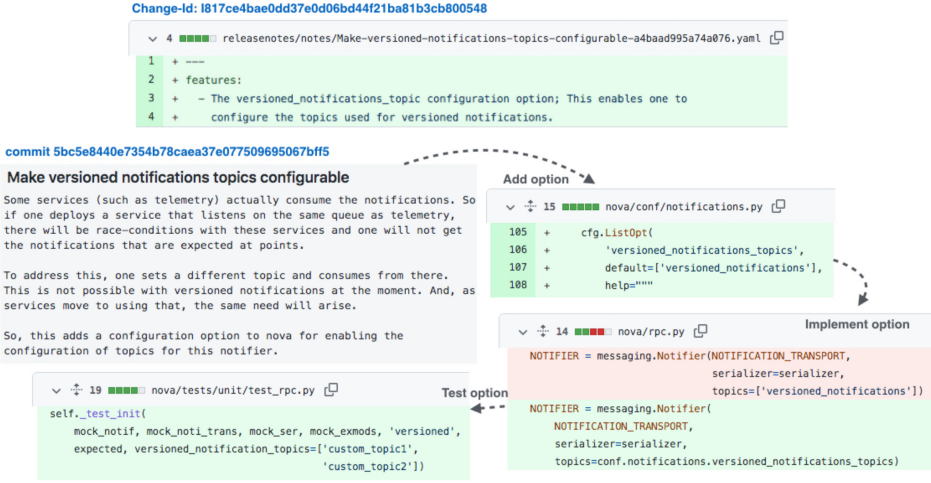 Change-Id: I817ce4bae0dd37e0d06bd44f21ba81b3cb800548
4 releasenotes/notes/Make-versioned-notifications-topics-configurable-a4baad995a74a076.yaml
1 + ---
2 + features:
3 + - The versioned_notifications_topic configuration option; This enables one to
4 + configure the topics used for versioned notifications.
commit 5bc5e8440e7354b78caea37e077509695067bff5
Make versioned notifications topics configurable
Some services (such as telemetry) actually consume the notifications. So
if one deploys a service that listens on the same queue as telemetry,
there will be race-conditions with these services and one will not get
the notifications that are expected at points.
To address this, one sets a different topic and consumes from there.
This is not possible with versioned notifications at the moment. And, as
services move to using that, the same need will arise.
So, this adds a configuration option to nova for enabling the
configuration of topics for this notifier.
Add option
15 nova/conf/notifications.py
105 + cfg.ListOpt(
106 + 'versioned_notifications_topics',
107 + default=['versioned_notifications'],
108 + help="""
Implement option
14 nova/rpc.py
NOTIFIER = messaging.Notifier(NOTIFICATION_TRANSPORT,
serializer=serializer,
topics=['versioned_notifications'])
NOTIFIER = messaging.Notifier(
NOTIFICATION_TRANSPORT,
serializer=serializer,
topics=conf.notifications.versioned_notifications_topics)
Test option
19 nova/tests/unit/test_rpc.py
self._test_init(
mock_notif, mock_noti_trans, mock_ser, mock_exmods, 'versioned',
expected, versioned_notification_topics=['custom_topic1',
'custom_topic2'])